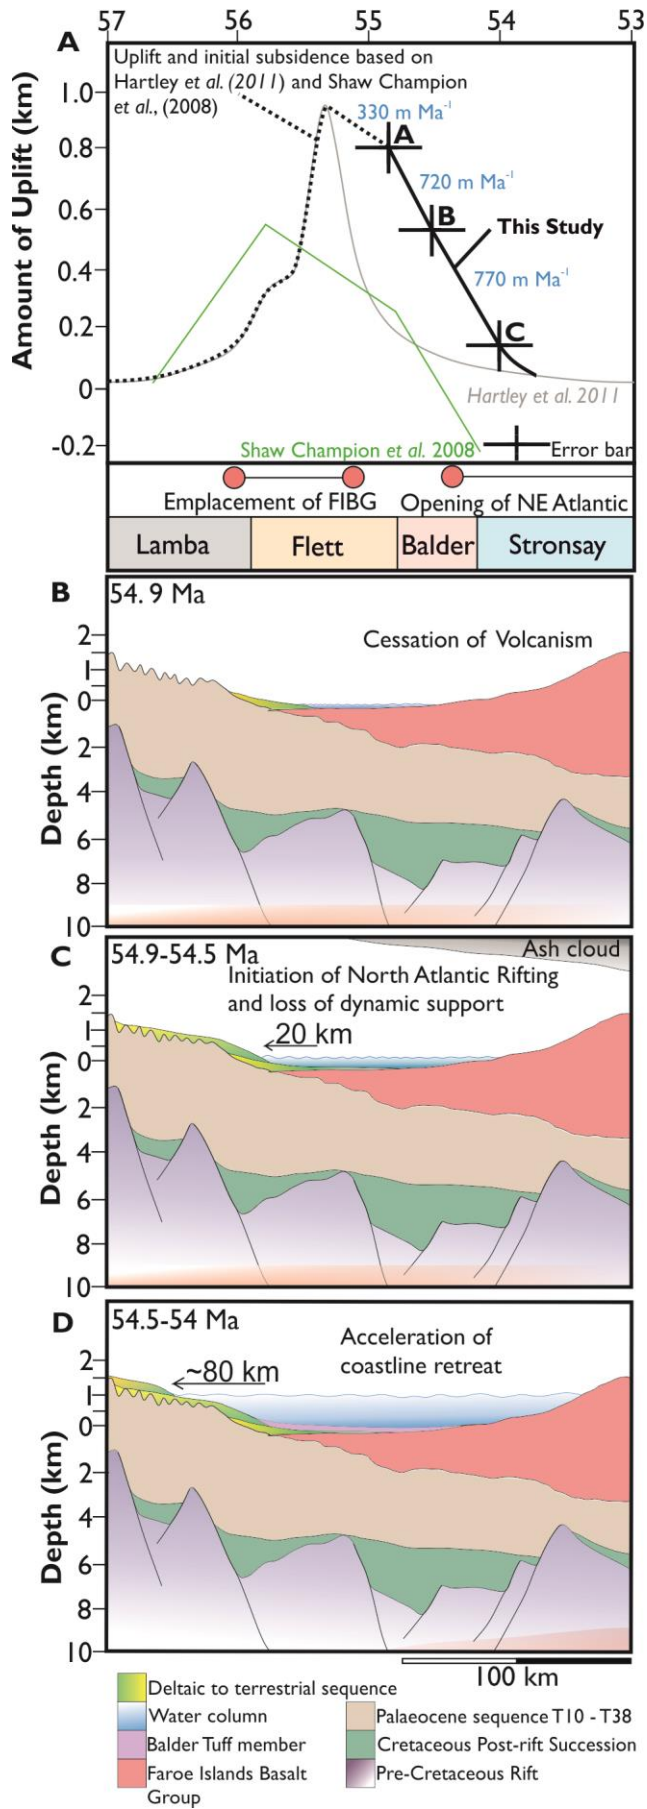 57 56 55 54 53
A
Uplift and initial subsidence based on
Hartley et al. (2011) and Shaw Champion
et al., (2008)
Amount of Uplift (km)
1.0
0.8
0.6
0.4
0.2
0
-0.2
330 m Ma⁻¹
A
720 m Ma⁻¹
B
This Study
770 m Ma⁻¹
C
Hartley et al. 2011
Shaw Champion et al. 2008
Error bar
Emplacement of FIBG
Opening of NE Atlantic
Lamba Flett Balder Stronsay
B
54. 9 Ma
Cessation of Volcanism
Depth (km)
2
1
0
2
4
6
8
10
C
54.9-54.5 Ma
Ash cloud
Initiation of North Atlantic Rifting
and loss of dynamic support
20 km
Depth (km)
2
1
0
2
4
6
8
10
D
54.5-54 Ma
Acceleration of
coastline retreat
~80 km
Depth (km)
2
1
0
2
4
6
8
10
100 km
Deltaic to terrestrial sequence
Water column
Balder Tuff member
Faroe Islands Basalt
Group
Palaeocene sequence T10 - T38
Cretaceous Post-rift Succession
Pre-Cretaceous Rift